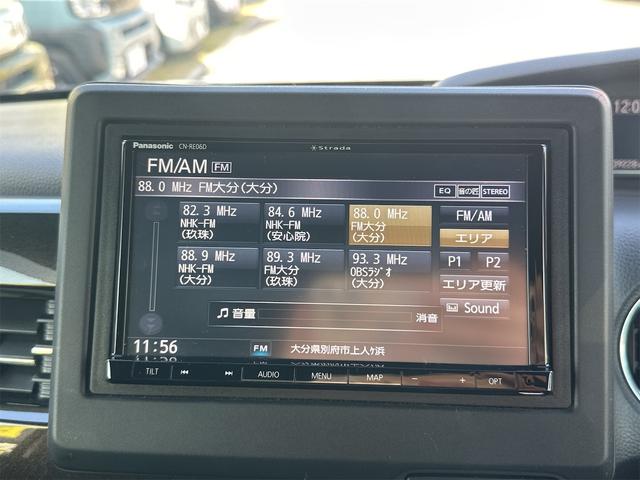 Panasonic CN-RE06D Strada
FM/AM FM
88.0 MHz FM大分(大分) EQ 音の匠 STEREO
82.3 MHz NHK-FM (玖珠)
84.6 MHz NHK-FM (安心院)
88.0 MHz FM大分 (大分)
FM/AM
エリア
88.9 MHz NHK-FM (大分)
89.3 MHz FM大分 (玖珠)
93.3 MHz OBSラジオ (大分)
P1 P2
エリア更新
音量 消音
Sound
11:56 FM 大分県別府市上人ヶ浜
TILT AUDIO MENU MAP − + OPT
12:0